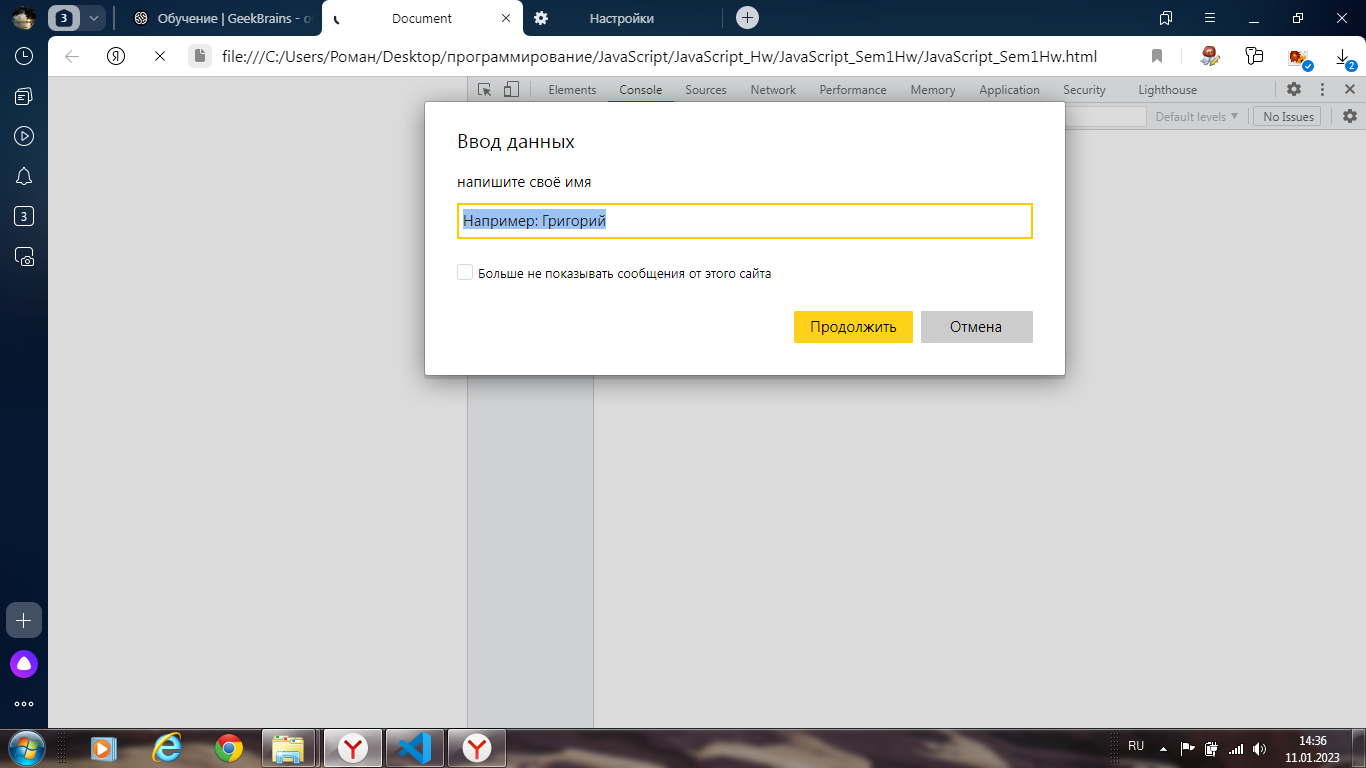 3
Обучение | GeekBrains - о
Document
Настройки
Я
file:///C:/Users/Роман/Desktop/программирование/JavaScript/JavaScript_Hw/JavaScript_Sem1Hw/JavaScript_Sem1Hw.html
2
Elements
Console
Sources
Network
Performance
Memory
Application
Security
Lighthouse
Default levels
No Issues
Ввод данных
напишите своё имя
Например: Григорий
Больше не показывать сообщения от этого сайта
Продолжить
Отмена
3
RU
14:36
11.01.2023